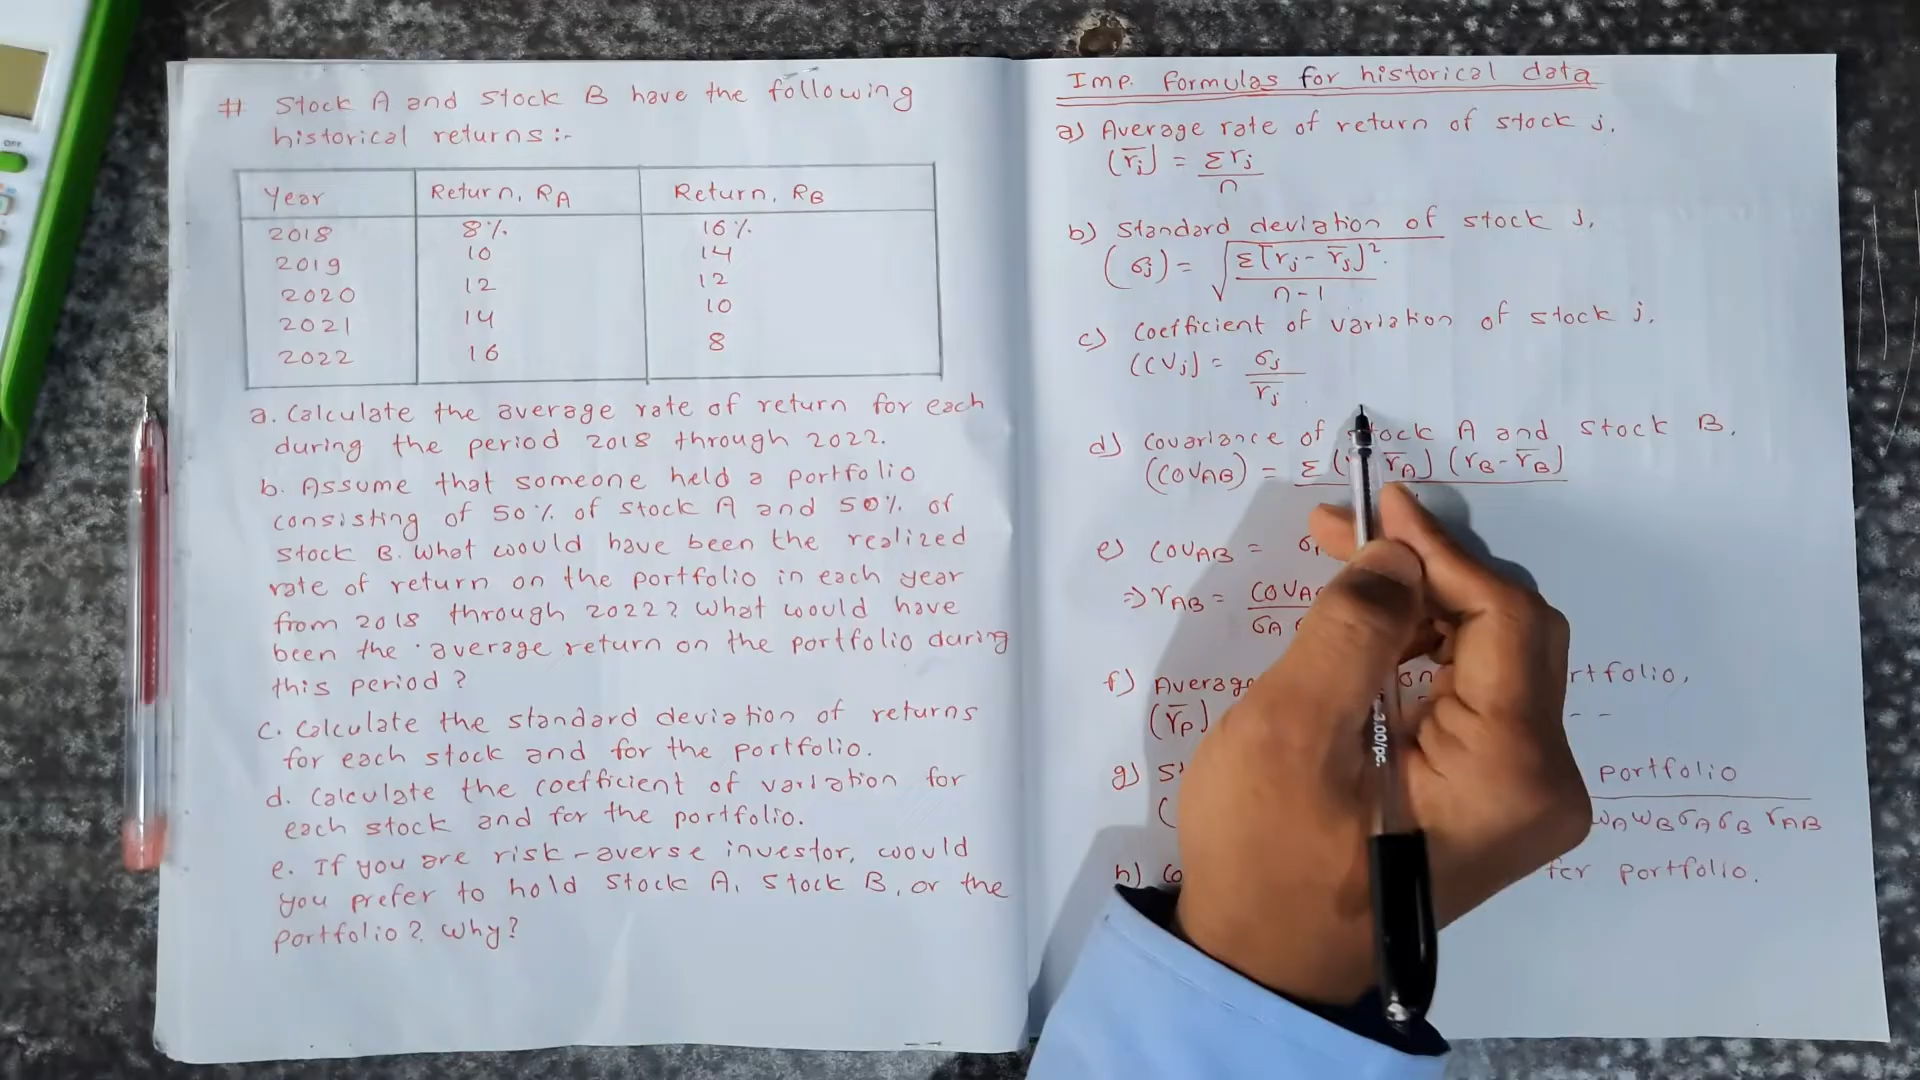 # Stock A and Stock B have the following
historical returns:-
Year Return, RA Return, RB
2018 8% 16%
2019 10 14
2020 12 12
2021 14 10
2022 16 8
a. Calculate the average rate of return for each
during the period 2018 through 2022.
b. Assume that someone held a portfolio
consisting of 50% of stock A and 50% of
stock B. What would have been the realized
rate of return on the portfolio in each year
from 2018 through 2022? What would have
been the average return on the portfolio during
this period?
c. Calculate the standard deviation of returns
for each stock and for the portfolio.
d. Calculate the coefficient of variation for
each stock and for the portfolio.
e. If you are risk-averse investor, would
you prefer to hold Stock A, Stock B, or the
Portfolio? Why?
Imp. Formulas for historical data
a) Average rate of return of stock j,
(r̄j) = Σrj / n
b) Standard deviation of stock j,
(σj) = √(Σ[rj - r̄j]² / n-1)
c) Coefficient of variation of stock j.
(CVj) = σj / r̄j
d) Covariance of stock A and stock B.
(COVAB) = Σ( r̄A) (rB - r̄B)
e) COVAB =
=> rAB = COVAB / σA
f) Average on rtfolio,
(r̄p) - - -
g) Portfolio
( wAwBσAσB rAB
h) for portfolio.
OFF
3.00/pc.